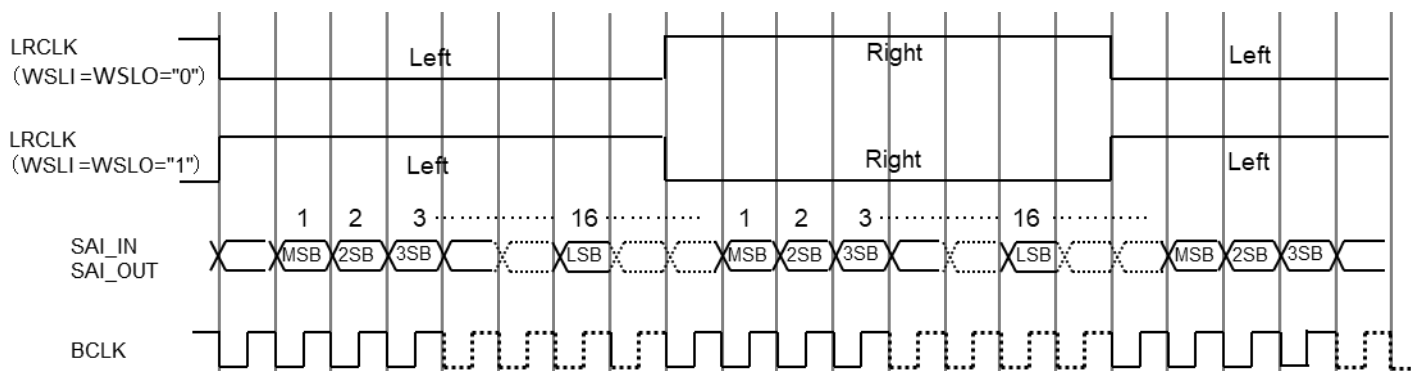 LRCLK
（WSLI=WSLO="0"）
Left Right Left
LRCLK
（WSLI=WSLO="1"）
Left Right Left
1 2 3 ............ 16 ............ 1 2 3 ............ 16 ............
SAI_IN
SAI_OUT
MSB 2SB 3SB LSB MSB 2SB 3SB LSB MSB 2SB 3SB
BCLK